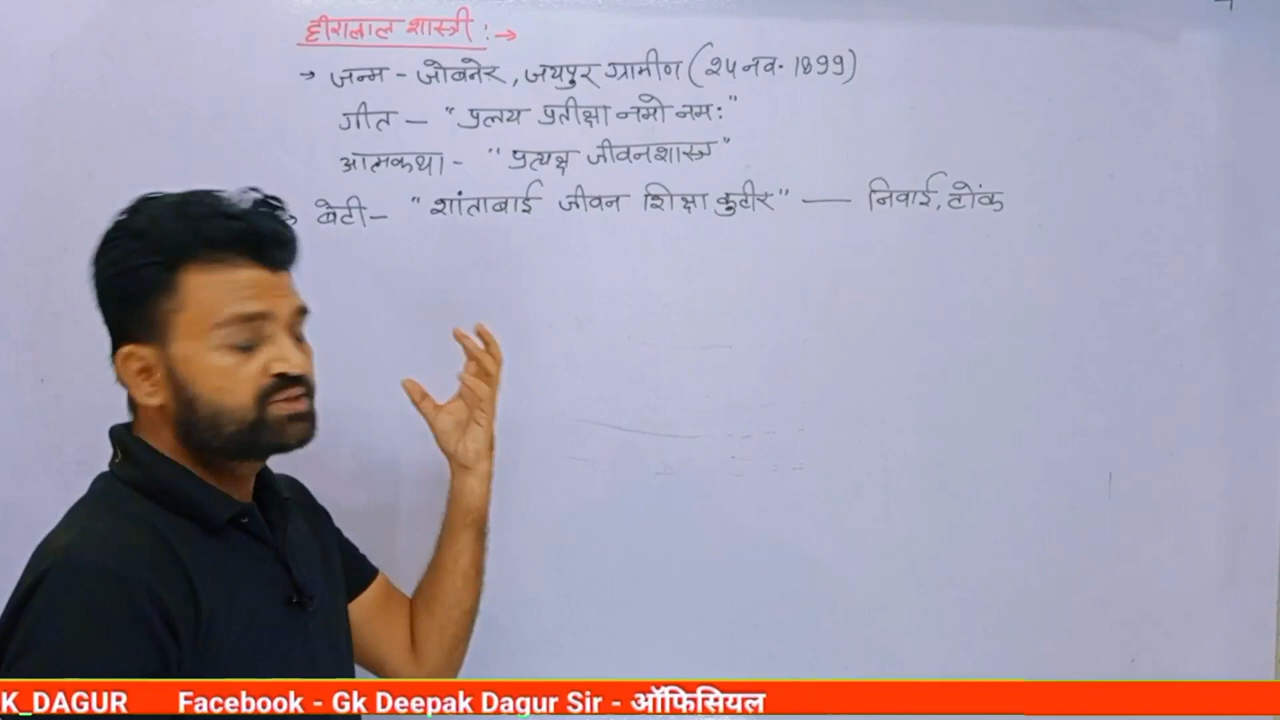 हीरालाल शास्त्री :→
→ जन्म - जोबनेर, जयपुर ग्रामीण (24 नव. 1899)
गीत — "प्रलय प्रतीक्षा नमो नमः"
आत्मकथा - "प्रत्यक्ष जीवनशास्त्र"
बेटी - "शांताबाई जीवन शिक्षा कुटीर" — निवाई, टोंक
K_DAGUR Facebook - Gk Deepak Dagur Sir - ऑफिसियल